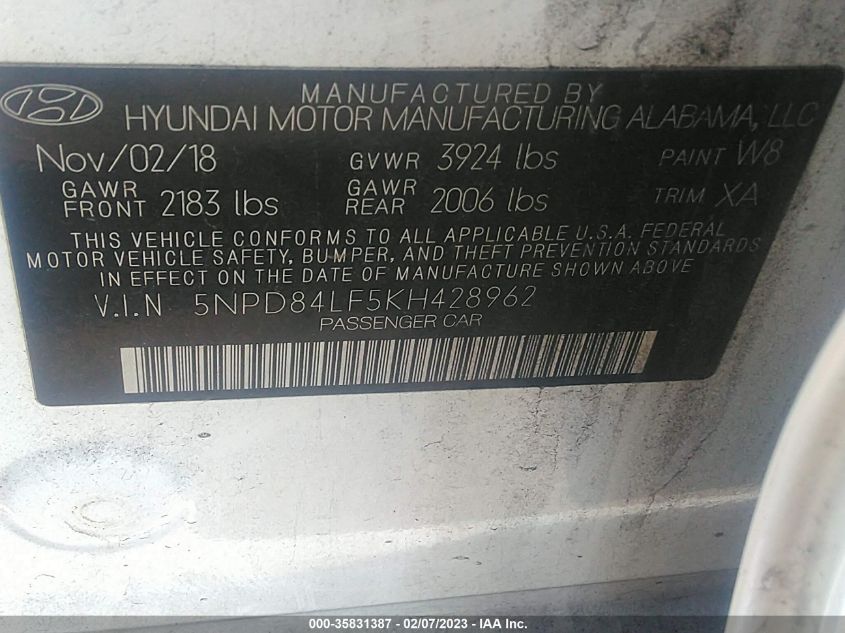 MANUFACTURED BY
HYUNDAI MOTOR MANUFACTURING ALABAMA, LLC
Nov/02/18 GVWR 3924 lbs PAINT W8
GAWR FRONT 2183 lbs GAWR REAR 2006 lbs TRIM XA
THIS VEHICLE CONFORMS TO ALL APPLICABLE U.S.A. FEDERAL
MOTOR VEHICLE SAFETY, BUMPER, AND THEFT PREVENTION STANDARDS
IN EFFECT ON THE DATE OF MANUFACTURE SHOWN ABOVE
V.I.N 5NPD84LF5KH428962
PASSENGER CAR
000-35831387 - 02/07/2023 - IAA Inc.